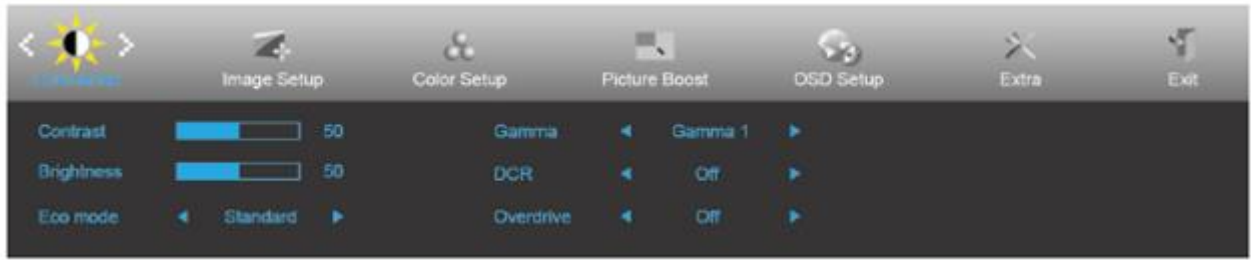 Image Setup Color Setup Picture Boost OSD Setup Extra Exit
Contrast 50 Gamma Gamma 1
Brightness 50 DCR Off
Eco mode Standard Overdrive Off